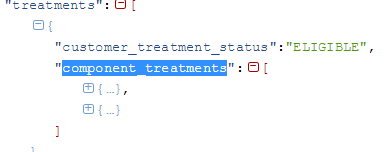 "treatments":[
{
"customer_treatment_status":"ELIGIBLE",
"component_treatments":[
{…},
{…}
]
}